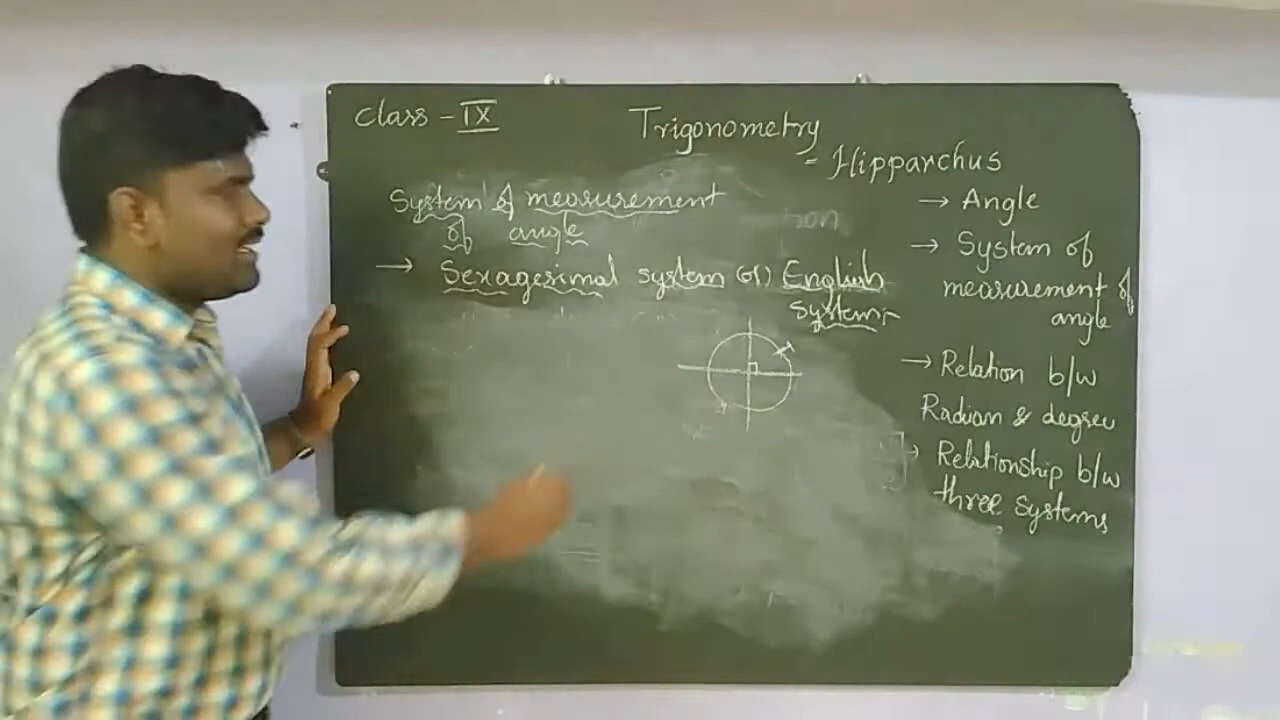 Class - IX
Trigonometry
- Hipparchus
System of measurement
of angle
→ Sexagesimal system (or) English
System:-
→ Angle
→ System of
measurement of
angle
→ Relation b/w
Radian & degree
→ Relationship b/w
three systems